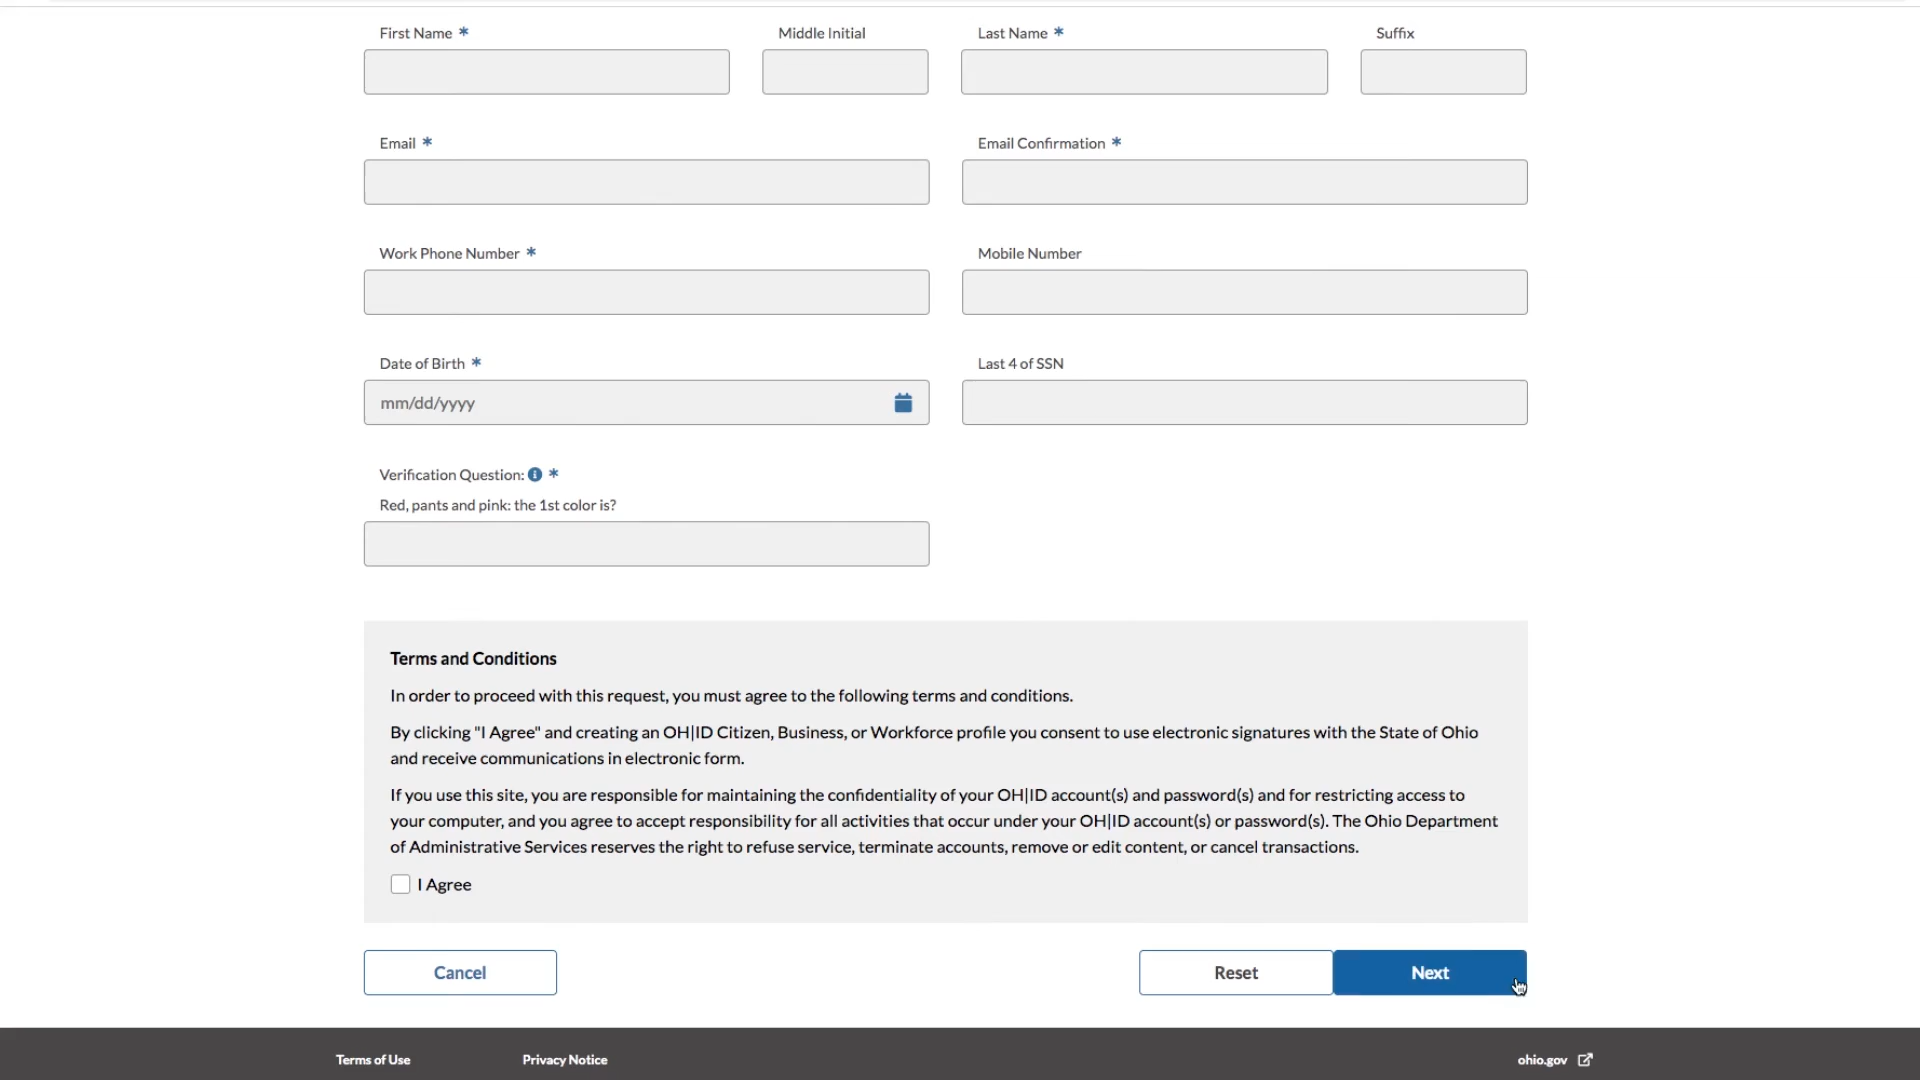 First Name *
Middle Initial
Last Name *
Suffix
Email *
Email Confirmation *
Work Phone Number *
Mobile Number
Date of Birth *
Last 4 of SSN
mm/dd/yyyy
Verification Question: i *
Red, pants and pink: the 1st color is?
Terms and Conditions
In order to proceed with this request, you must agree to the following terms and conditions.
By clicking "I Agree" and creating an OH|ID Citizen, Business, or Workforce profile you consent to use electronic signatures with the State of Ohio
and receive communications in electronic form.
If you use this site, you are responsible for maintaining the confidentiality of your OH|ID account(s) and password(s) and for restricting access to
your computer, and you agree to accept responsibility for all activities that occur under your OH|ID account(s) or password(s). The Ohio Department
of Administrative Services reserves the right to refuse service, terminate accounts, remove or edit content, or cancel transactions.
I Agree
Cancel
Reset
Next
Terms of Use
Privacy Notice
ohio.gov